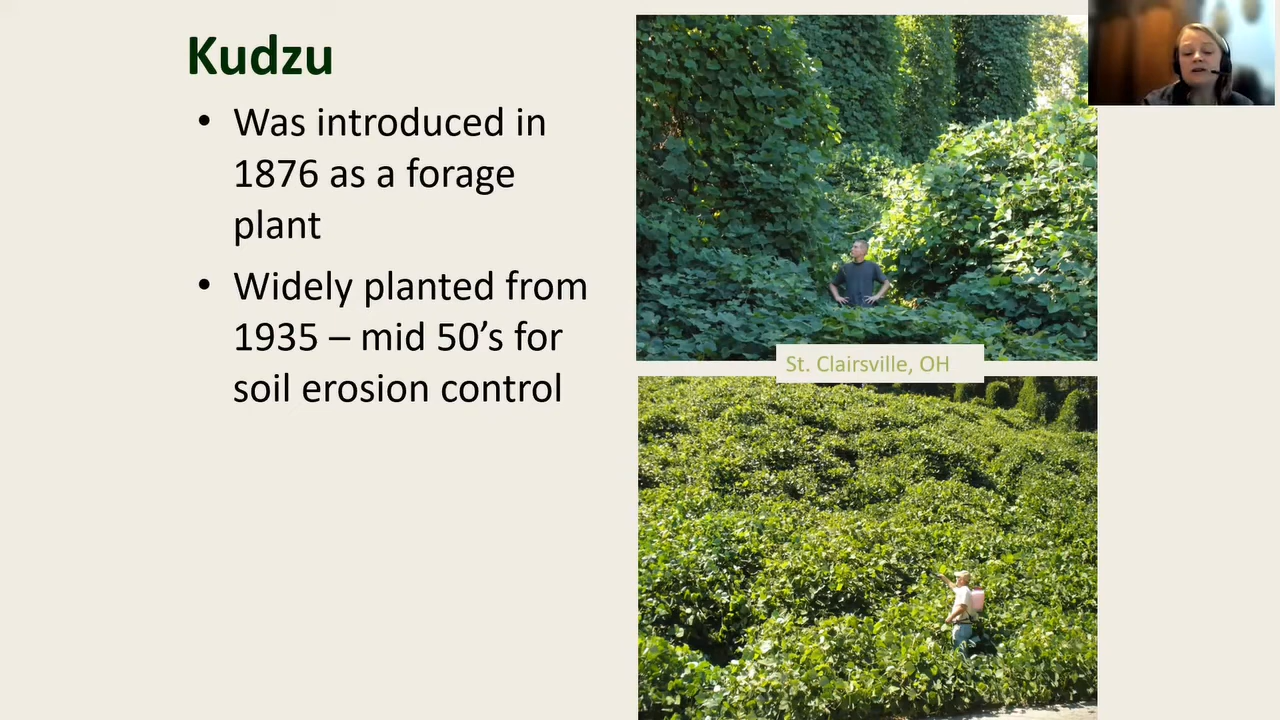 Kudzu
• Was introduced in
1876 as a forage
plant
• Widely planted from
1935 – mid 50’s for
soil erosion control
St. Clairsville, OH